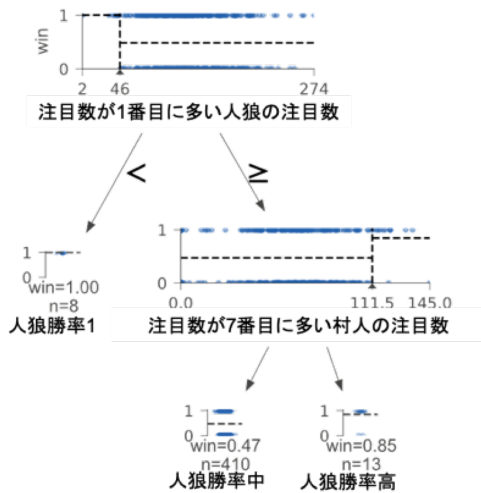 win
1
0
2 46 274
注目数が1番目に多い人狼の注目数
< ≥
1
0
win=1.00
n=8
人狼勝率1
1
0
0.0 111.5 145.0
注目数が7番目に多い村人の注目数
1
0
win=0.47
n=410
人狼勝率中
1
0
win=0.85
n=13
人狼勝率高